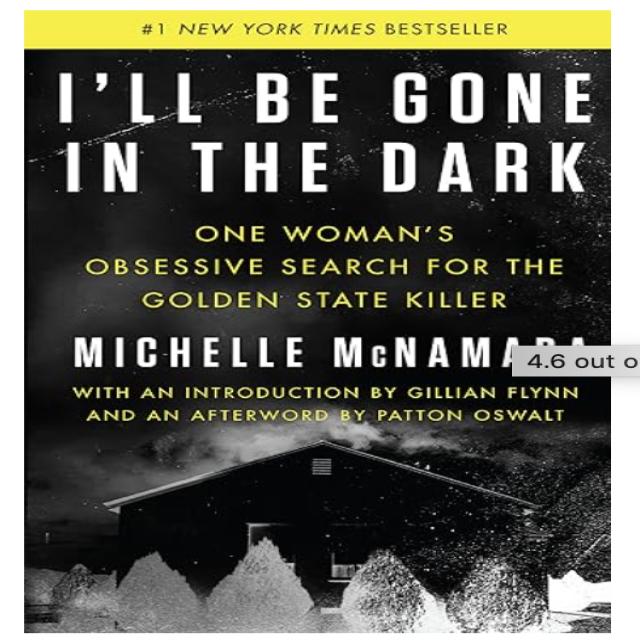 #1 NEW YORK TIMES BESTSELLER
I'LL BE GONE
IN THE DARK
ONE WOMAN'S
OBSESSIVE SEARCH FOR THE
GOLDEN STATE KILLER
MICHELLE McNAMARA
4.6 out o
WITH AN INTRODUCTION BY GILLIAN FLYNN
AND AN AFTERWORD BY PATTON OSWALT